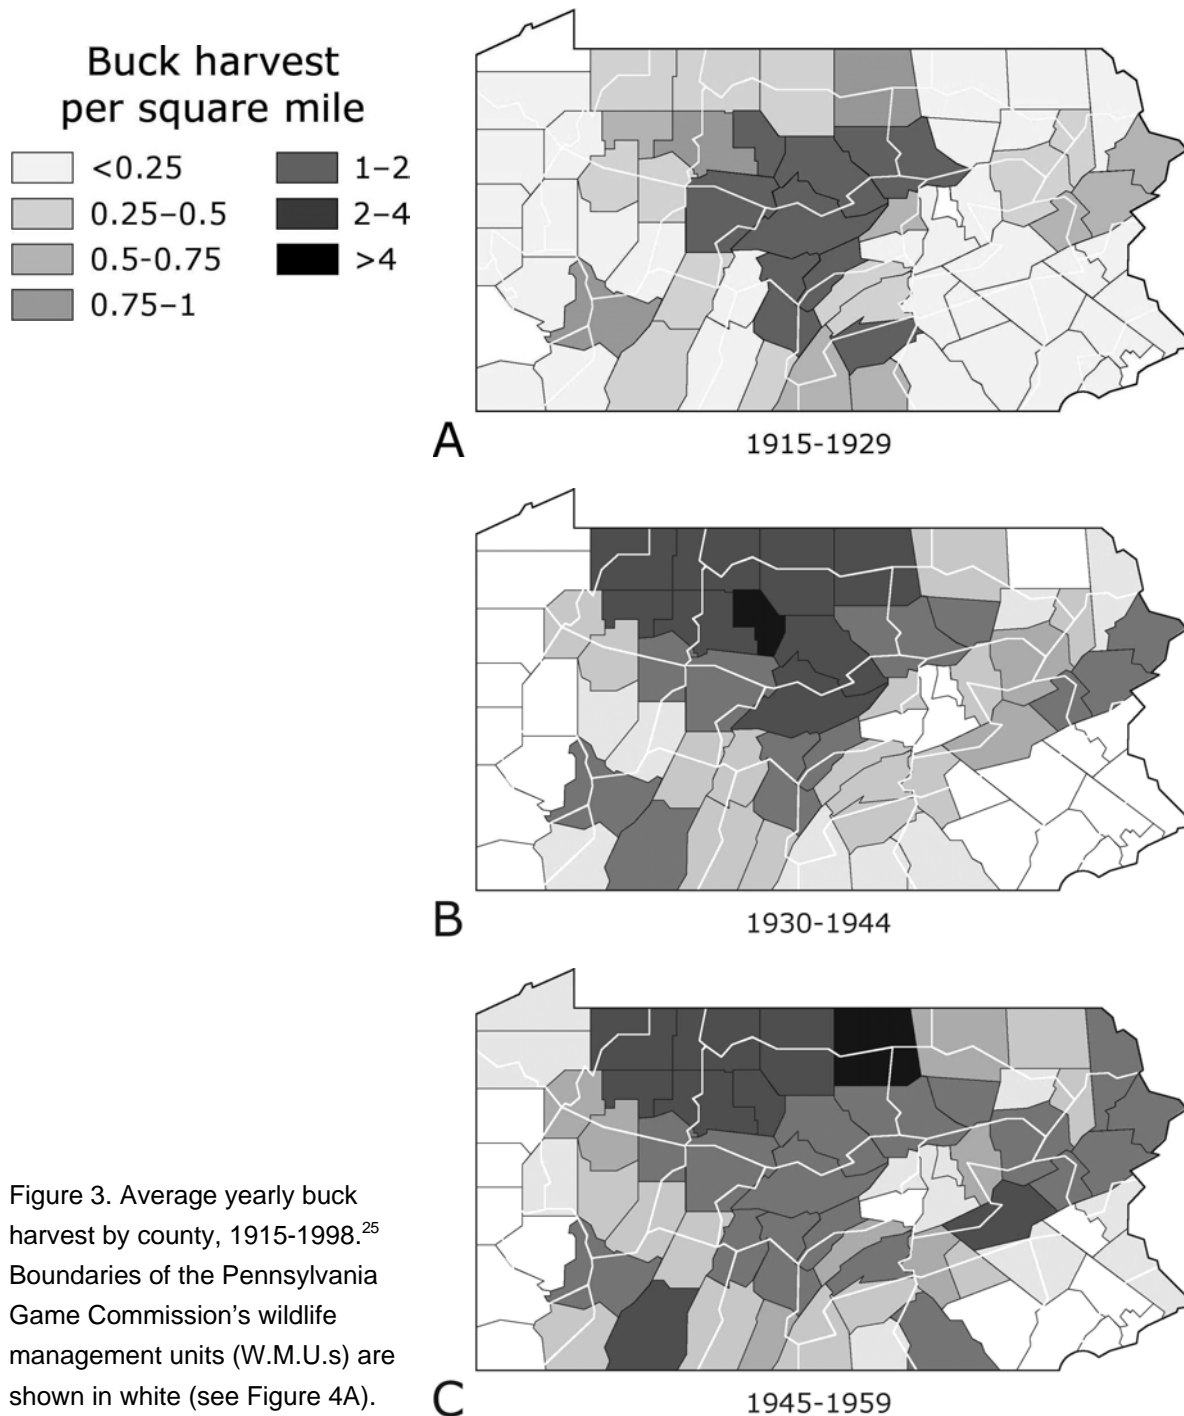 Buck harvest
per square mile
<0.25
0.25–0.5
0.5-0.75
0.75–1
1–2
2–4
>4
A
1915-1929
B
1930-1944
C
1945-1959
Figure 3. Average yearly buck
harvest by county, 1915-1998.25
Boundaries of the Pennsylvania
Game Commission’s wildlife
management units (W.M.U.s) are
shown in white (see Figure 4A).